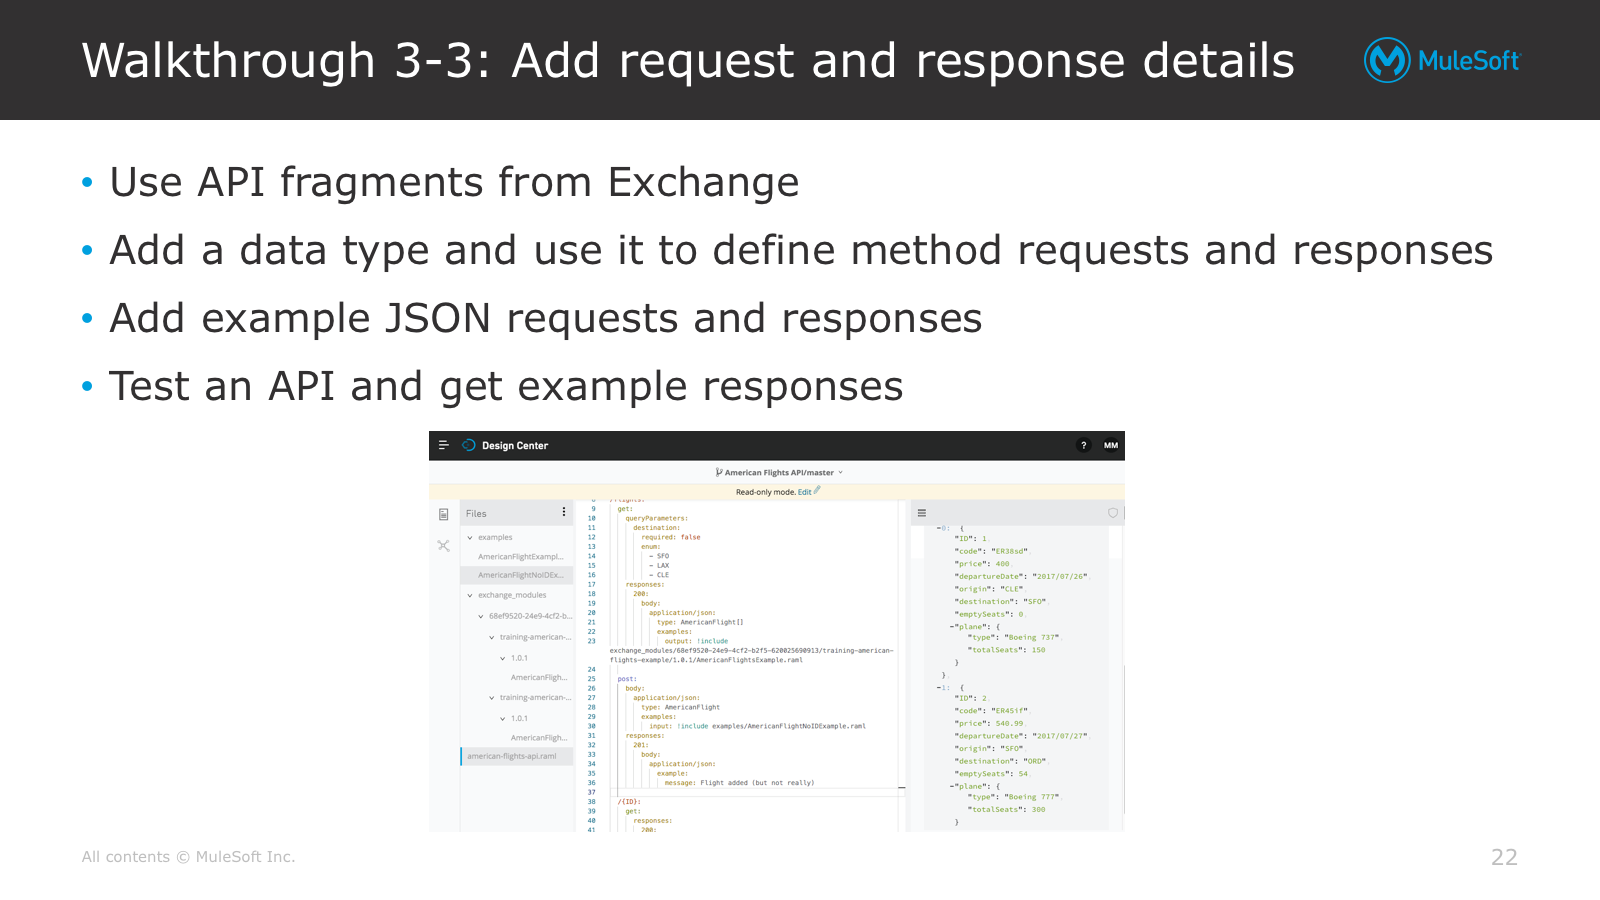 Walkthrough 3-3: Add request and response details
MuleSoft
• Use API fragments from Exchange
• Add a data type and use it to define method requests and responses
• Add example JSON requests and responses
• Test an API and get example responses
Design Center
?
MM
American Flights API/master
Read-only mode. Edit
Files
examples
AmericanFlightExampl...
AmericanFlightNoIDEx...
exchange_modules
68ef9520-24e9-4cf2-b...
training-american-...
1.0.1
AmericanFligh...
training-american-...
1.0.1
AmericanFligh...
american-flights-api.raml
8 /flights:
9 get:
10 queryParameters:
11 destination:
12 required: false
13 enum:
14 - SFO
15 - LAX
16 - CLE
17 responses:
18 200:
19 body:
20 application/json:
21 type: AmericanFlight[]
22 examples:
23 output: !include
exchange_modules/68ef9520-24e9-4cf2-b2f5-620025690913/training-american-
flights-example/1.0.1/AmericanFlightsExample.raml
24
25 post:
26 body:
27 application/json:
28 type: AmericanFlight
29 examples:
30 input: !include examples/AmericanFlightNoIDExample.raml
31 responses:
32 201:
33 body:
34 application/json:
35 example:
36 message: Flight added (but not really)
37
38 /{ID}:
39 get:
40 responses:
41 200:
-0: {
"ID": 1,
"code": "ER38sd",
"price": 400,
"departureDate": "2017/07/26",
"origin": "CLE",
"destination": "SFO",
"emptySeats": 0,
-"plane": {
"type": "Boeing 737",
"totalSeats": 150
}
},
-1: {
"ID": 2,
"code": "ER45if",
"price": 540.99,
"departureDate": "2017/07/27",
"origin": "SFO",
"destination": "ORD",
"emptySeats": 54,
-"plane": {
"type": "Boeing 777",
"totalSeats": 300
}
All contents © MuleSoft Inc.
22